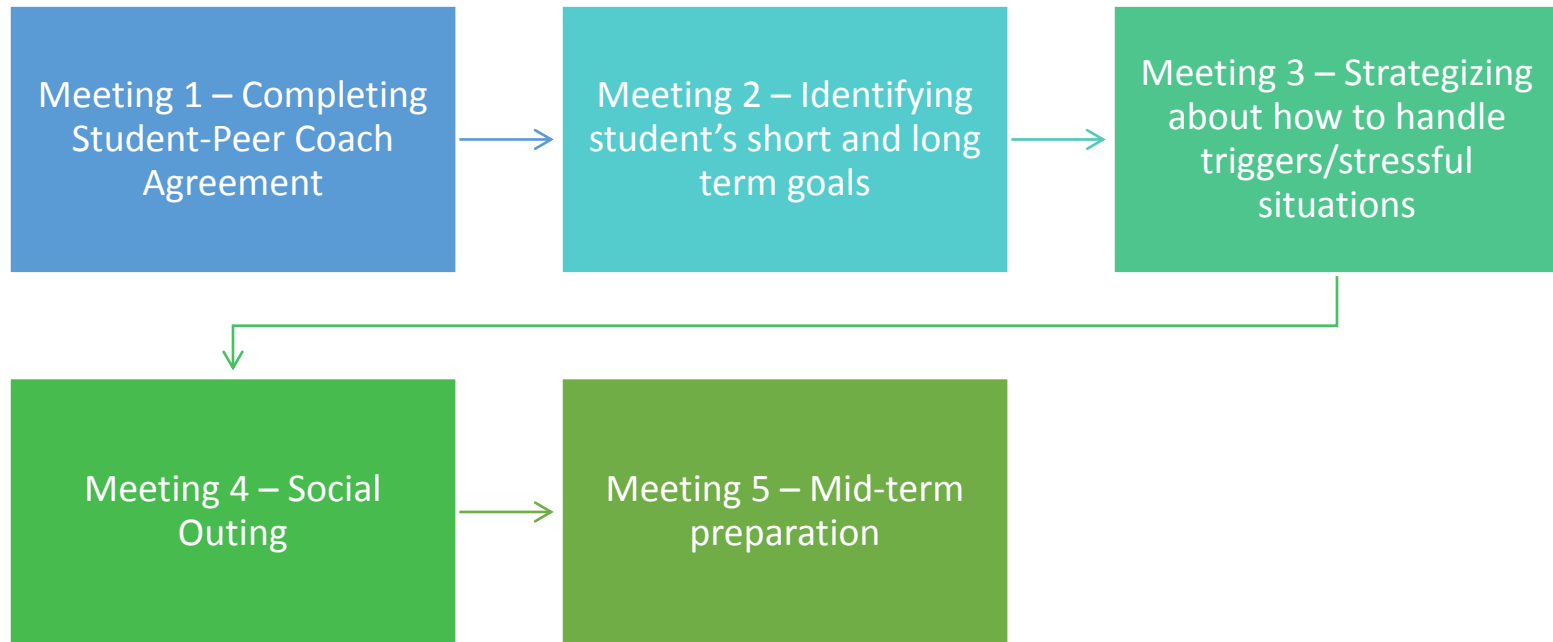 Meeting 1 – Completing
Student-Peer Coach
Agreement
Meeting 2 – Identifying
student’s short and long
term goals
Meeting 3 – Strategizing
about how to handle
triggers/stressful
situations
Meeting 4 – Social
Outing
Meeting 5 – Mid-term
preparation